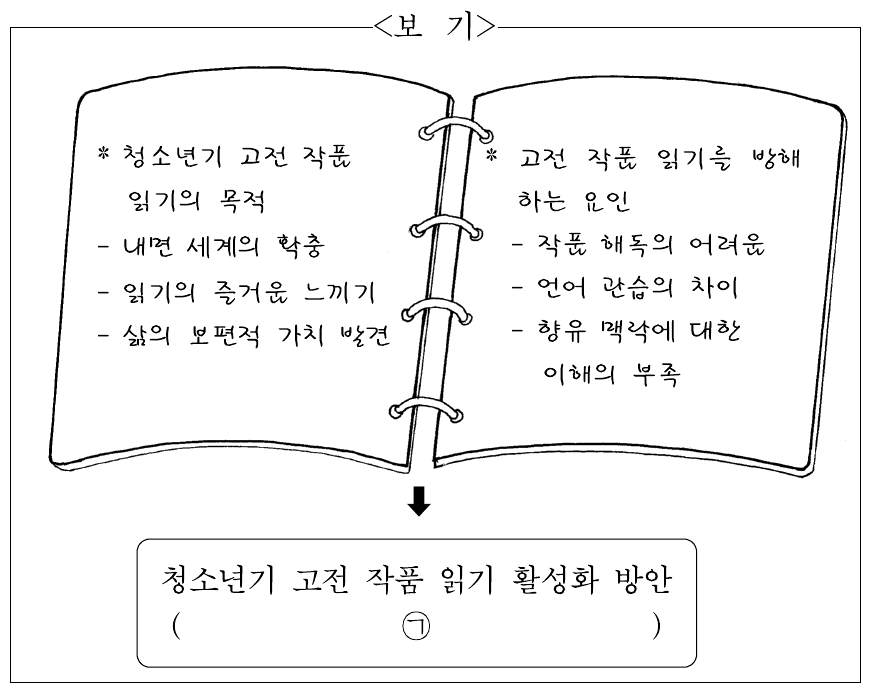 <보 기>
* 청소년기 고전 작품
읽기의 목적
- 내면 세계의 확충
- 읽기의 즐거움 느끼기
- 삶의 보편적 가치 발견
* 고전 작품 읽기를 방해
하는 요인
- 작품 해독의 어려움
- 언어 관습의 차이
- 향유 맥락에 대한
이해의 부족
청소년기 고전 작품 읽기 활성화 방안
( ㉠ )